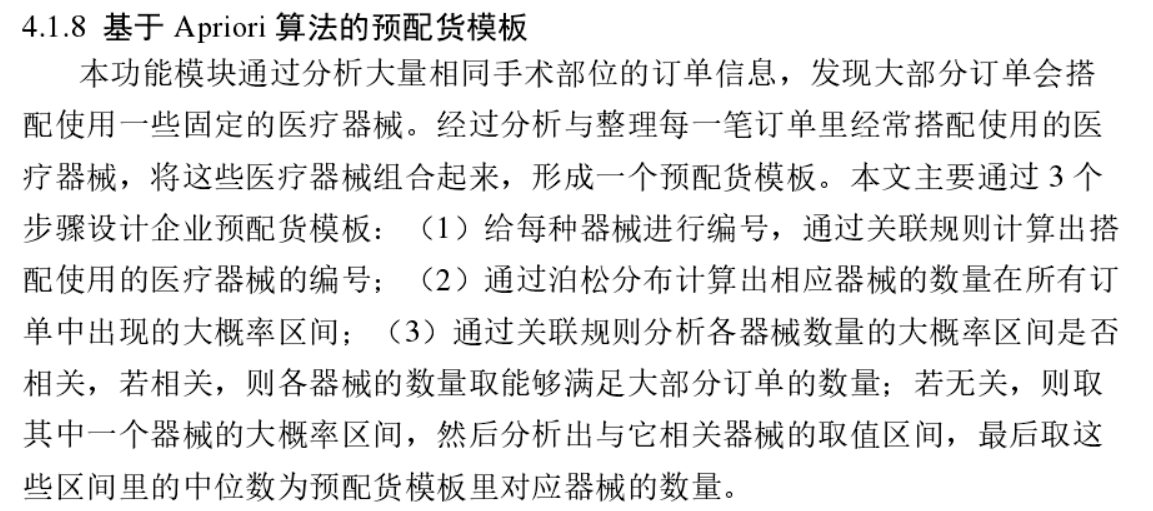 4.1.8 基于 Apriori 算法的预配货模板
本功能模块通过分析大量相同手术部位的订单信息，发现大部分订单会搭
配使用一些固定的医疗器械。经过分析与整理每一笔订单里经常搭配使用的医
疗器械，将这些医疗器械组合起来，形成一个预配货模板。本文主要通过 3 个
步骤设计企业预配货模板：（1）给每种器械进行编号，通过关联规则计算出搭
配使用的医疗器械的编号；（2）通过泊松分布计算出相应器械的数量在所有订
单中出现的大概率区间；（3）通过关联规则分析各器械数量的大概率区间是否
相关，若相关，则各器械的数量取能够满足大部分订单的数量；若无关，则取
其中一个器械的大概率区间，然后分析出与它相关器械的取值区间，最后取这
些区间里的中位数为预配货模板里对应器械的数量。